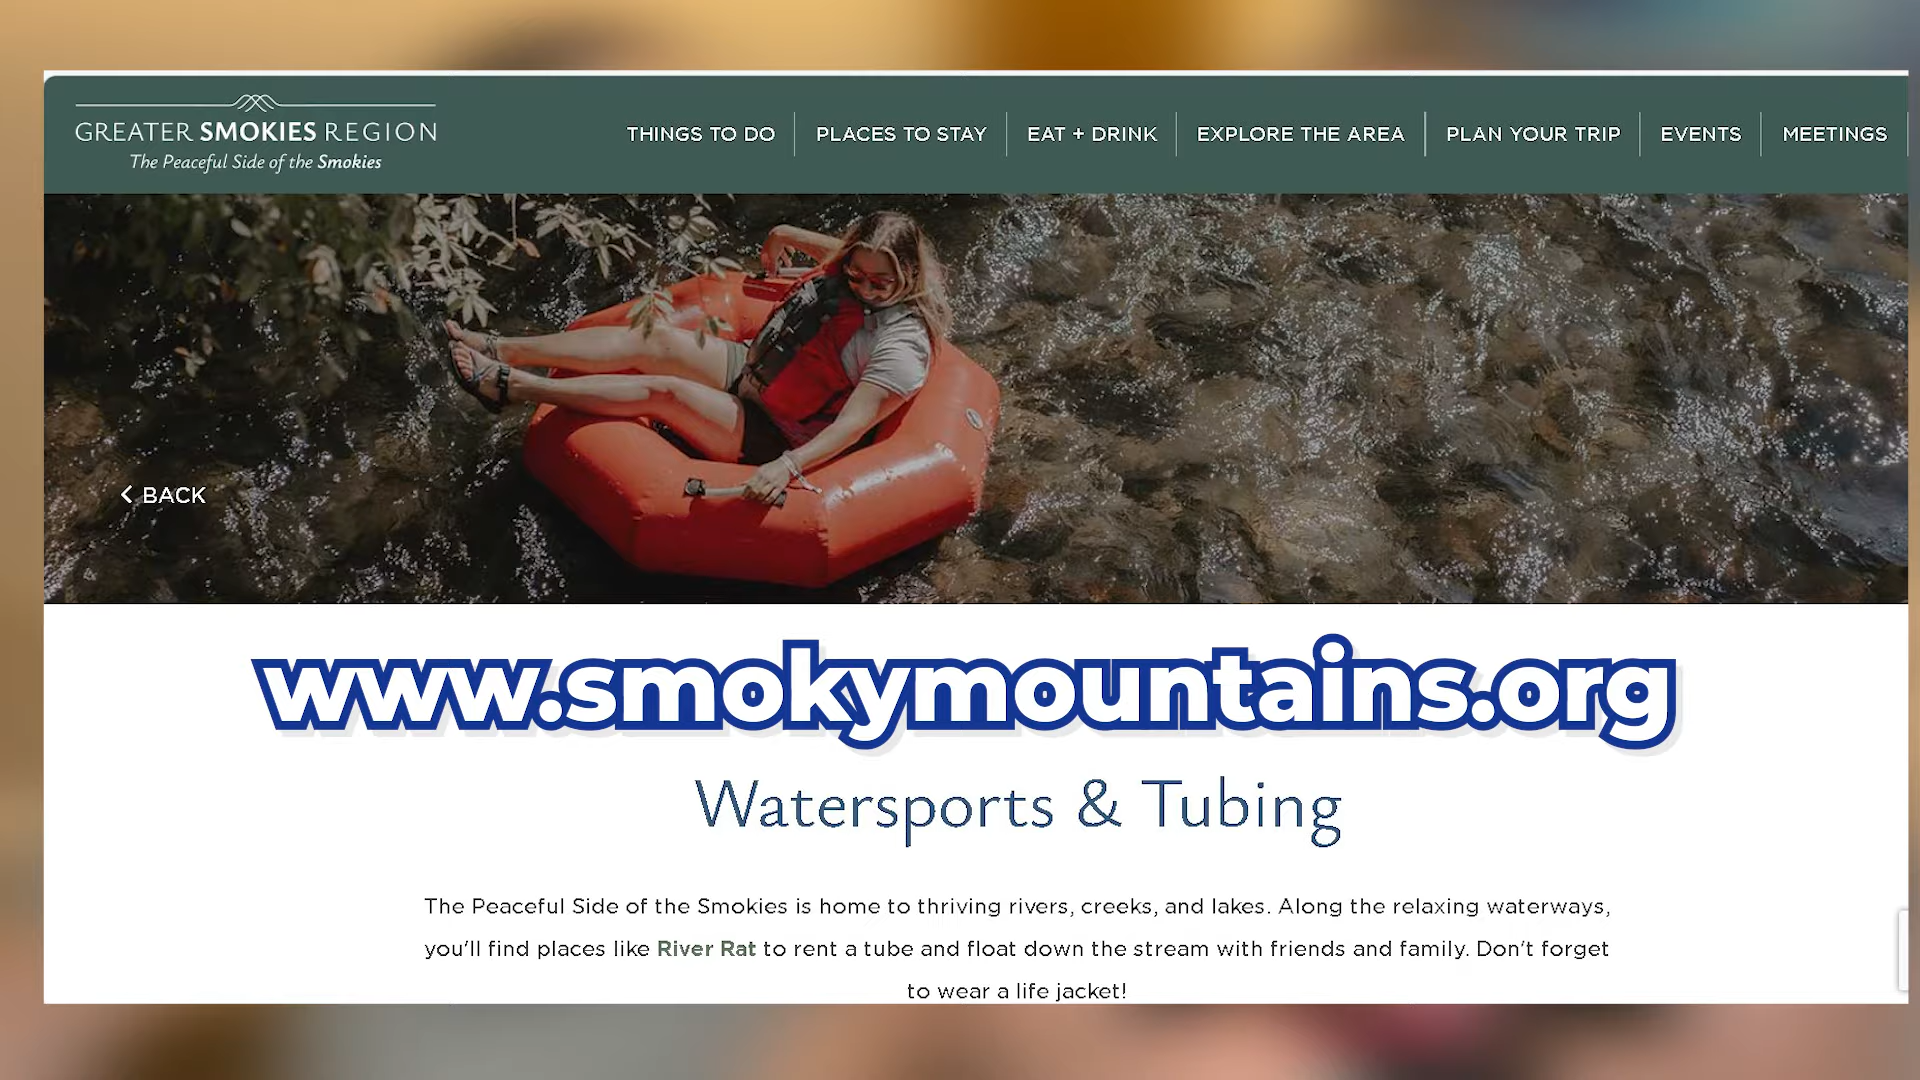 GREATER SMOKIES REGION
The Peaceful Side of the Smokies
THINGS TO DO
PLACES TO STAY
EAT + DRINK
EXPLORE THE AREA
PLAN YOUR TRIP
EVENTS
MEETINGS
BACK
www.smokymountains.org
Watersports & Tubing
The Peaceful Side of the Smokies is home to thriving rivers, creeks, and lakes. Along the relaxing waterways,
you'll find places like River Rat to rent a tube and float down the stream with friends and family. Don't forget
to wear a life jacket!